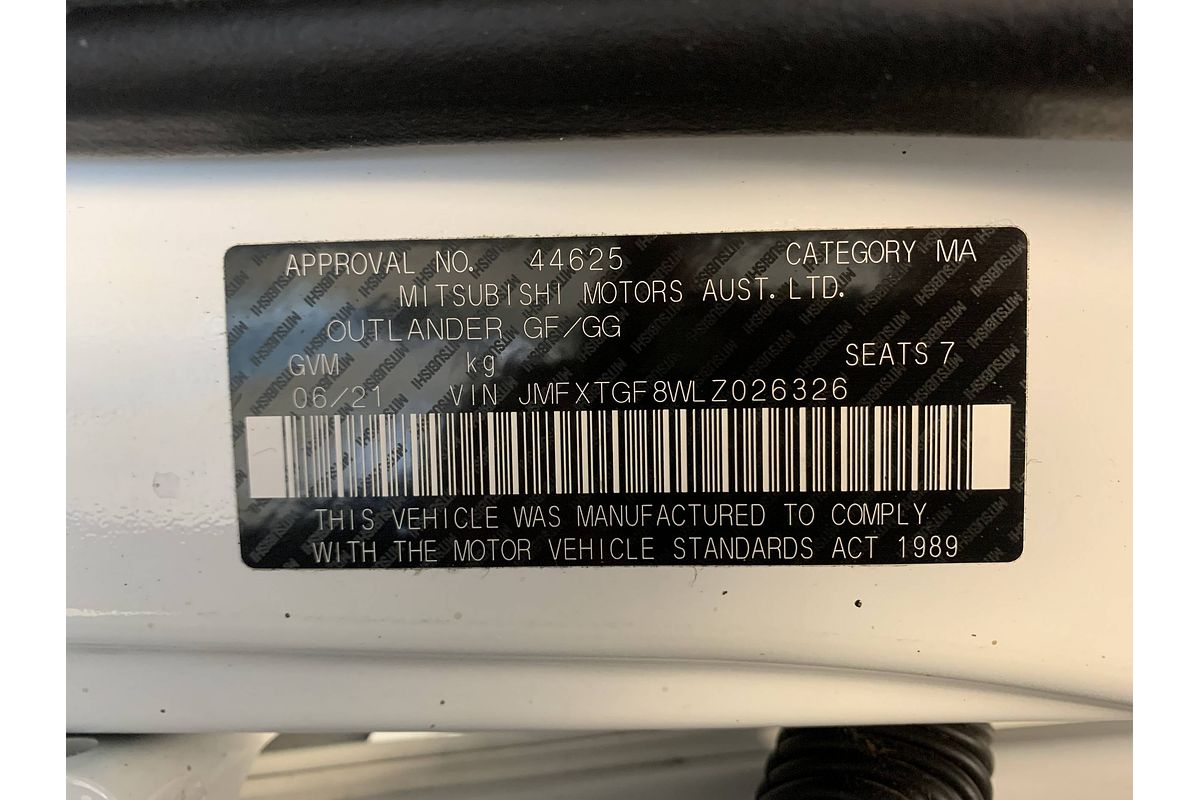 APPROVAL NO. 44625 CATEGORY MA
MITSUBISHI MOTORS AUST. LTD.
OUTLANDER GF/GG
GVM kg SEATS 7
06/21 VIN JMFXTGF8WLZ026326
THIS VEHICLE WAS MANUFACTURED TO COMPLY
WITH THE MOTOR VEHICLE STANDARDS ACT 1989